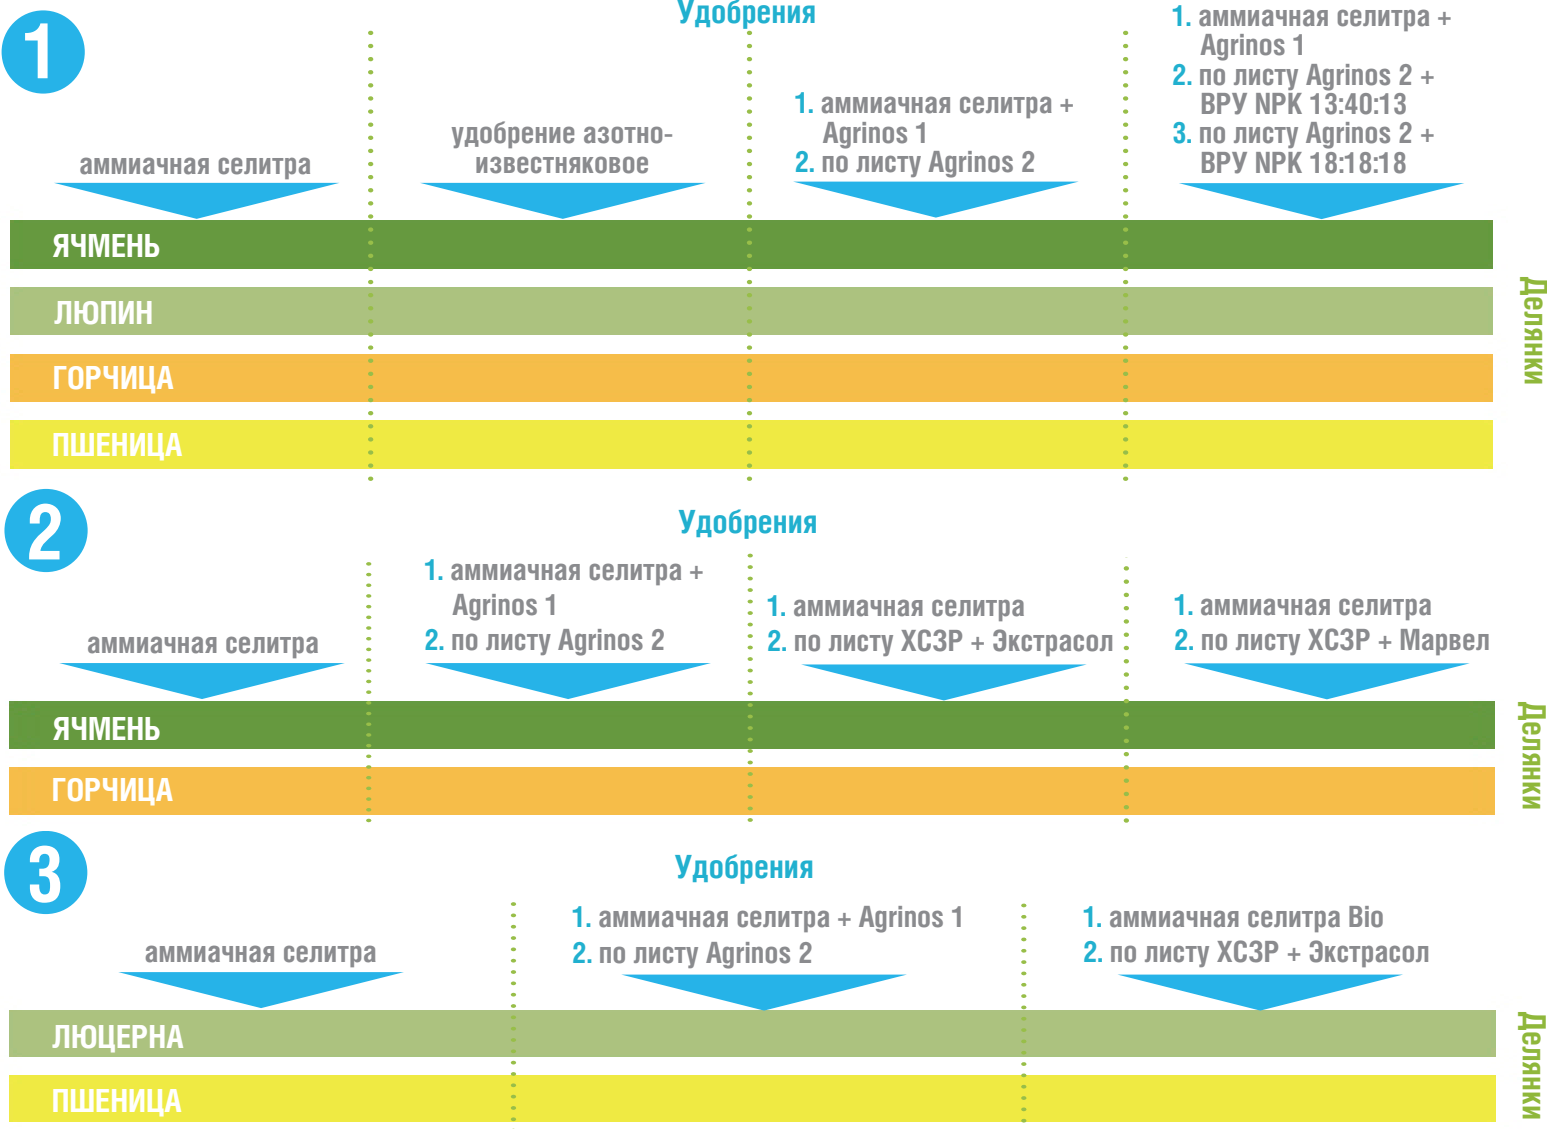 1
Удобрения
аммиачная селитра
удобрение азотно-
известняковое
1. аммиачная селитра +
Agrinos 1
2. по листу Agrinos 2
1. аммиачная селитра +
Agrinos 1
2. по листу Agrinos 2 +
ВРУ NPK 13:40:13
3. по листу Agrinos 2 +
ВРУ NPK 18:18:18
ЯЧМЕНЬ
ЛЮПИН
ГОРЧИЦА
ПШЕНИЦА
Делянки
2
Удобрения
аммиачная селитра
1. аммиачная селитра +
Agrinos 1
2. по листу Agrinos 2
1. аммиачная селитра
2. по листу ХСЗР + Экстрасол
1. аммиачная селитра
2. по листу ХСЗР + Марвел
ЯЧМЕНЬ
ГОРЧИЦА
Делянки
3
Удобрения
аммиачная селитра
1. аммиачная селитра + Agrinos 1
2. по листу Agrinos 2
1. аммиачная селитра Bio
2. по листу ХСЗР + Экстрасол
ЛЮЦЕРНА
ПШЕНИЦА
Делянки